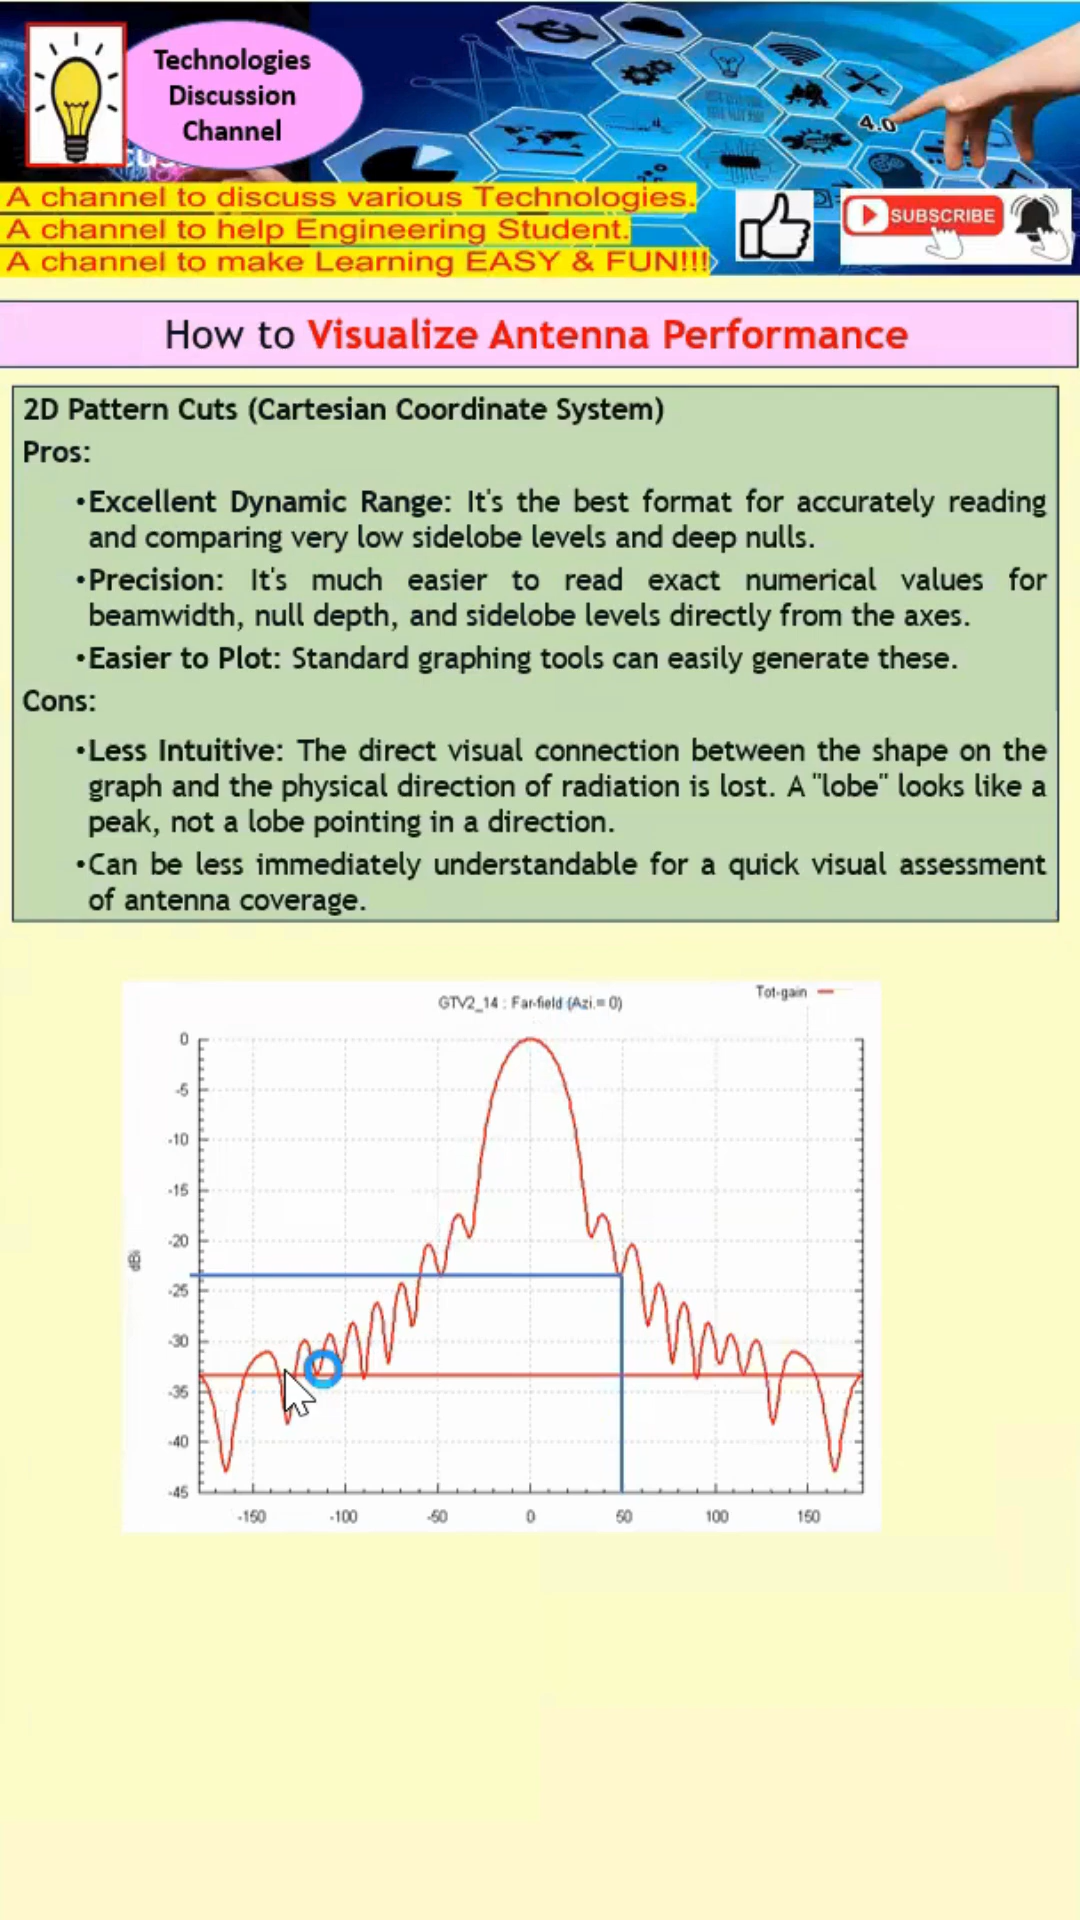 Technologies
Discussion
Channel
4.0
A channel to discuss various Technologies.
A channel to help Engineering Student.
A channel to make Learning EASY & FUN!!!
SUBSCRIBE
How to Visualize Antenna Performance
2D Pattern Cuts (Cartesian Coordinate System)
Pros:
•Excellent Dynamic Range: It's the best format for accurately reading
and comparing very low sidelobe levels and deep nulls.
•Precision: It's much easier to read exact numerical values for
beamwidth, null depth, and sidelobe levels directly from the axes.
•Easier to Plot: Standard graphing tools can easily generate these.
Cons:
•Less Intuitive: The direct visual connection between the shape on the
graph and the physical direction of radiation is lost. A "lobe" looks like a
peak, not a lobe pointing in a direction.
•Can be less immediately understandable for a quick visual assessment
of antenna coverage.
Tot-gain
GTV2_14 : Far-field (Azi.= 0)
0
-5
-10
-15
-20
dBi
-25
-30
-35
-40
-45
-150 -100 -50 0 50 100 150